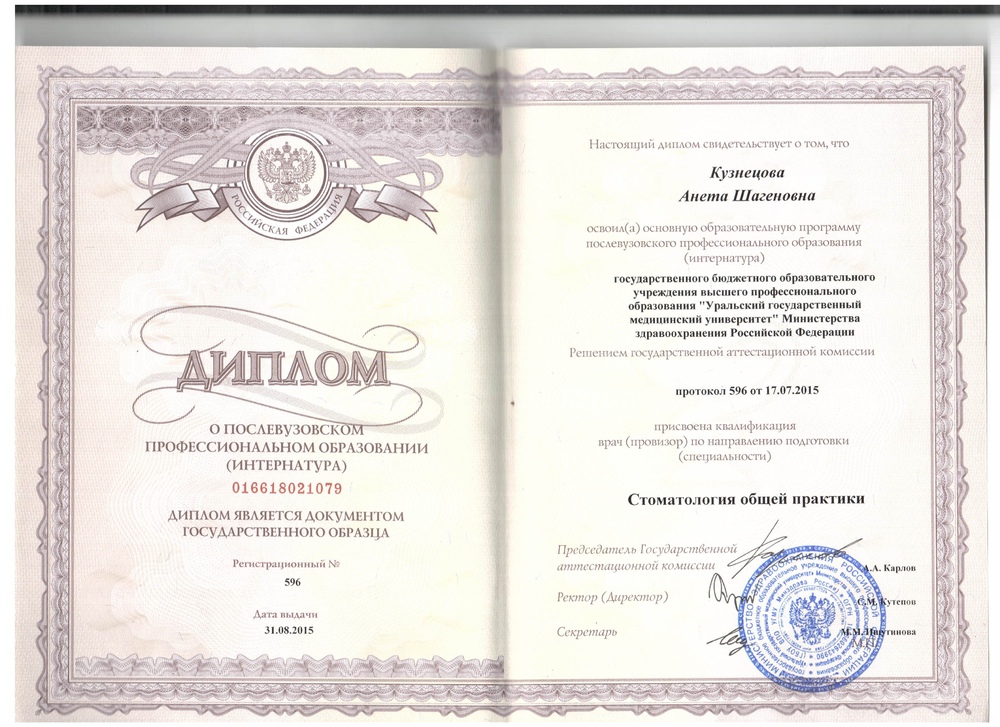 РОССИЙСКАЯ ФЕДЕРАЦИЯ
ДИПЛОМ
О ПОСЛЕВУЗОВСКОМ
ПРОФЕССИОНАЛЬНОМ ОБРАЗОВАНИИ
(ИНТЕРНАТУРА)
016618021079
ДИПЛОМ ЯВЛЯЕТСЯ ДОКУМЕНТОМ
ГОСУДАРСТВЕННОГО ОБРАЗЦА
Регистрационный №
596
Дата выдачи
31.08.2015
Настоящий диплом свидетельствует о том, что
Кузнецова
Анета Шагеновна
освоил(а) основную образовательную программу
послевузовского профессионального образования
(интернатура)
государственного бюджетного образовательного
учреждения высшего профессионального
образования "Уральский государственный
медицинский университет" Министерства
здравоохранения Российской Федерации
Решением государственной аттестационной комиссии
протокол 596 от 17.07.2015
присвоена квалификация
врач (провизор) по направлению подготовки
(специальности)
Стоматология общей практики
Председатель Государственной
аттестационной комиссии
А.А. Карлов
Ректор (Директор)
С.М. Кутепов
Секретарь
М.П.